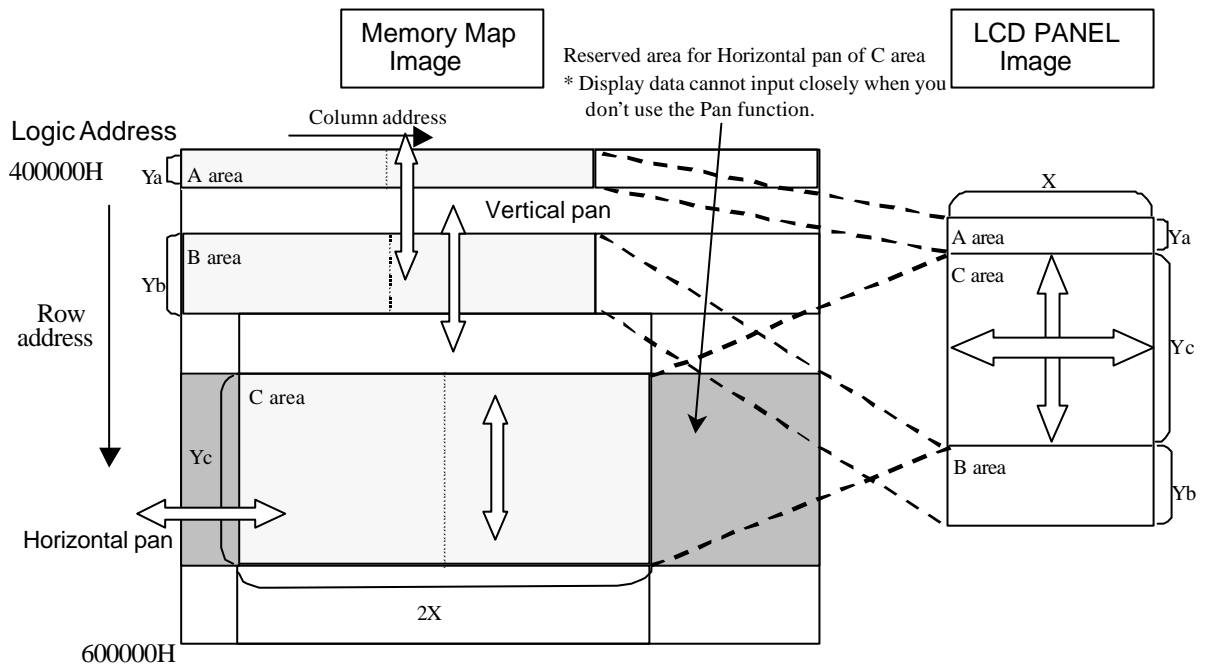 Memory Map
Image
Reserved area for Horizontal pan of C area
* Display data cannot input closely when you
don't use the Pan function.
LCD PANEL
Image
Logic Address
Column address
400000H
Ya
A area
Vertical pan
B area
Yb
Row
address
C area
Yc
Horizontal pan
2X
600000H
X
A area
Ya
C area
Yc
B area
Yb